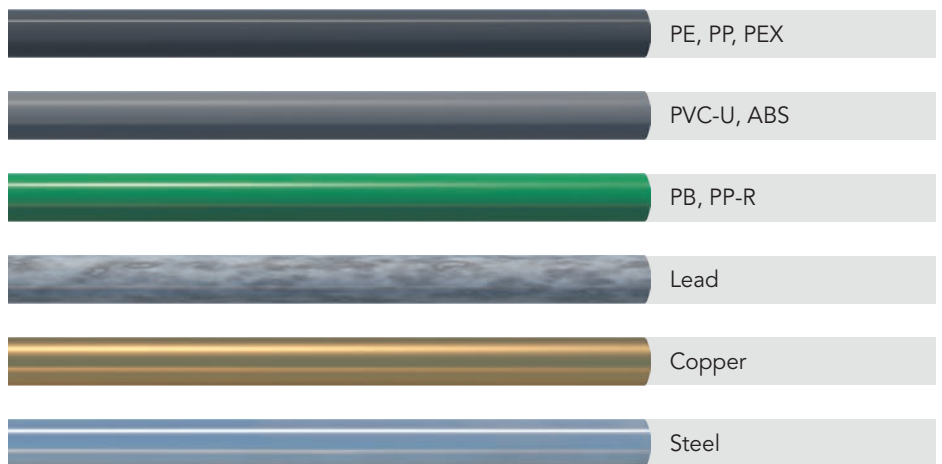 PE, PP, PEX
PVC-U, ABS
PB, PP-R
Lead
Copper
Steel